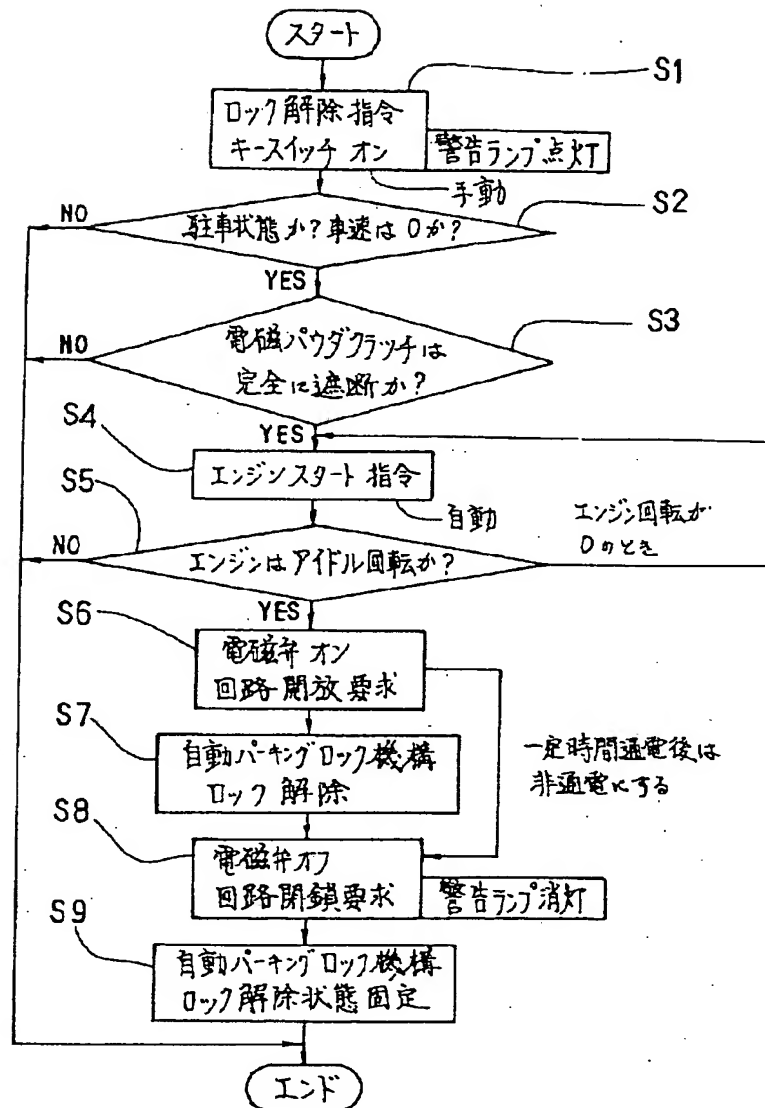 スタート
S1
ロック解除指令
キースイッチ オン
警告ランプ点灯
手動
S2
NO
駐車状態か?車速は0か?
YES
S3
NO
電磁パウダクラッチは
完全に遮断か?
YES
S4
エンジンスタート指令
自動
S5
エンジン回転が
0のとき
NO
エンジンはアイドル回転か?
YES
S6
電磁弁オン
回路開放要求
S7
自動パーキングロック機構
ロック解除
一定時間通電後は
非通電にする
S8
電磁弁オフ
回路閉鎖要求
警告ランプ消灯
S9
自動パーキングロック機構
ロック解除状態固定
エンド